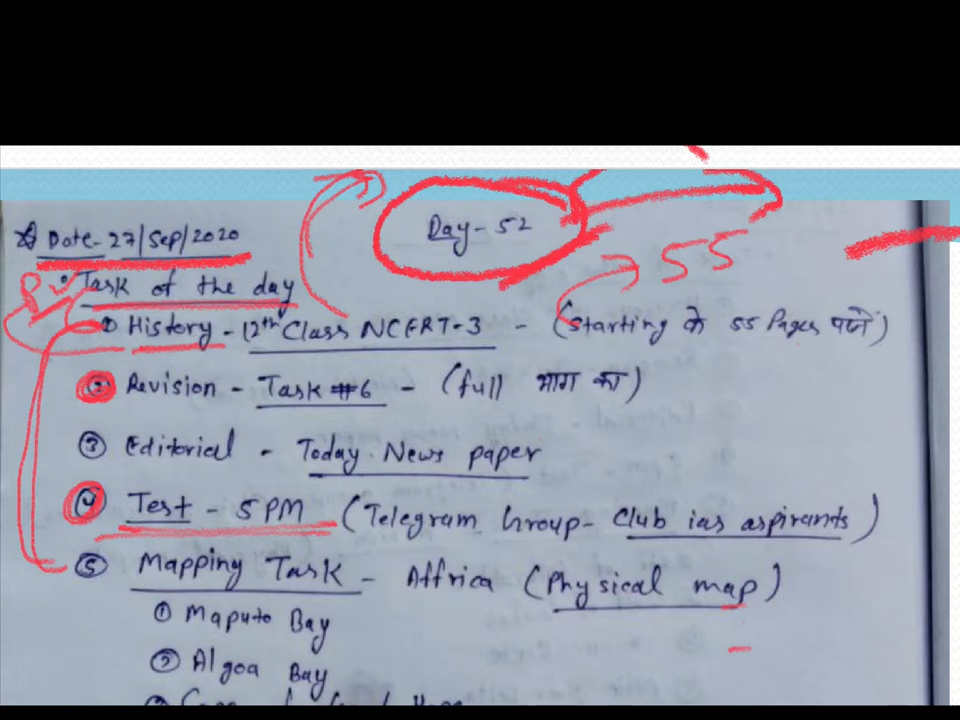 Day - 52
55
Date - 27/Sep/2020
Task of the day
① History - 12th Class NCERT-3 - (Starting के 55 Pages पढ़ें)
② Revision - Task #6 - (full भाग का)
③ Editorial - Today News paper
④ Test - 5 PM (Telegram Group - Club ias aspirants)
⑤ Mapping Task - Affrica (Physical map)
① Maputo Bay
② Algoa Bay